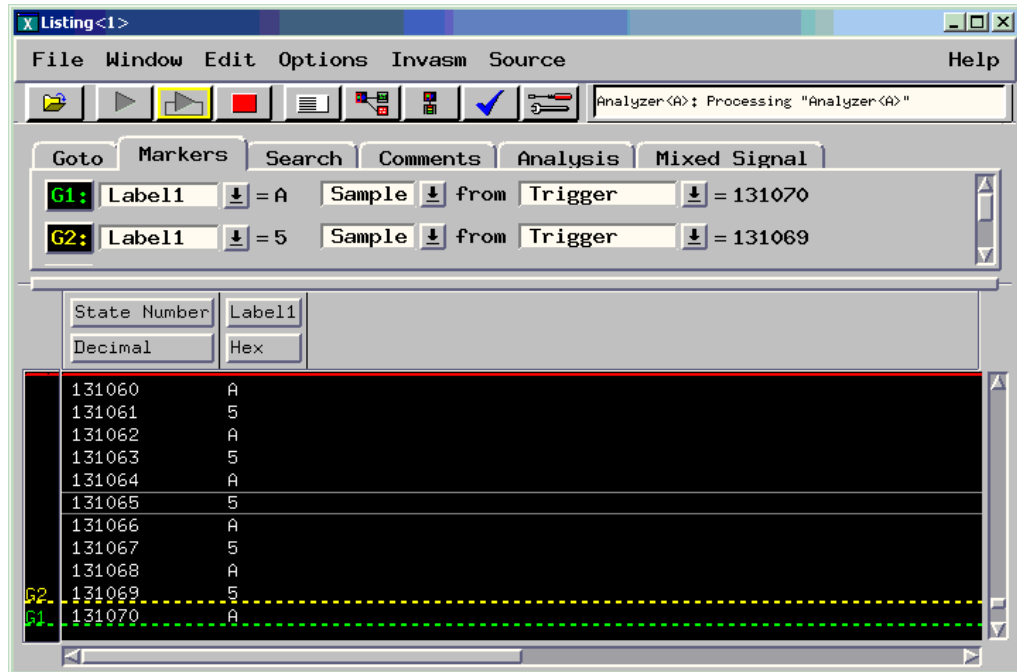 X Listing<1>
File Window Edit Options Invasm Source Help
Analyzer<A>: Processing "Analyzer<A>"
Goto Markers Search Comments Analysis Mixed Signal
G1: Label1 = A Sample from Trigger = 131070
G2: Label1 = 5 Sample from Trigger = 131069
State Number Label1
Decimal Hex
131060 A
131061 5
131062 A
131063 5
131064 A
131065 5
131066 A
131067 5
131068 A
G2 131069 5
G1 131070 A